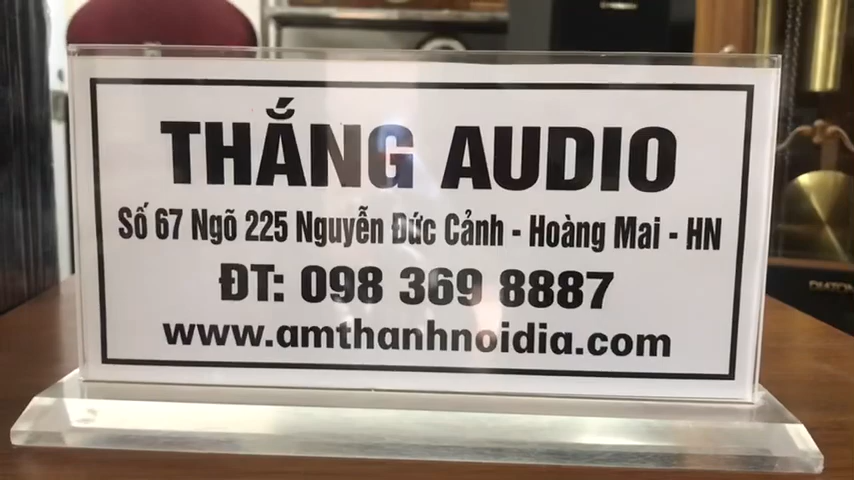 THẮNG AUDIO
Số 67 Ngõ 225 Nguyễn Đức Cảnh - Hoàng Mai - HN
ĐT: 098 369 8887
www.amthanhnoidia.com